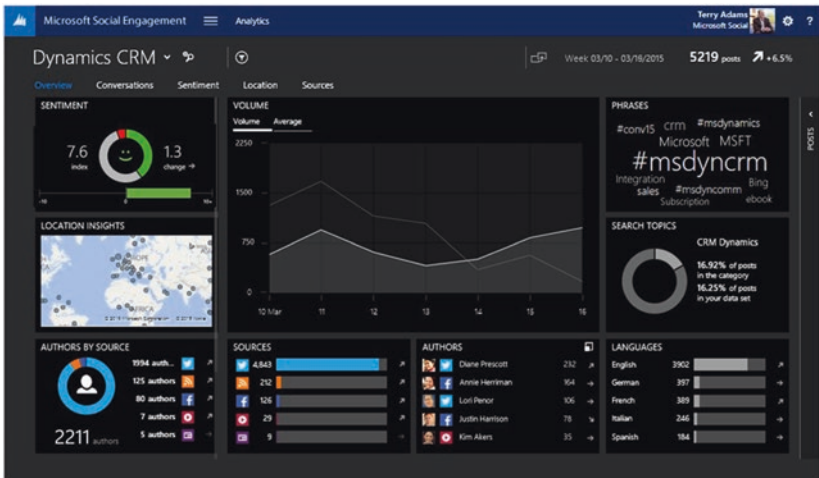 Microsoft Social Engagement Analytics Terry Adams
Microsoft Social ?
Dynamics CRM Week 03/10 - 03/16/2015 5219 posts +6.5%
Overview Conversations Sentiment Location Sources
SENTIMENT
7.6
index
1.3
change →
-10 0 10+
VOLUME
Volume Average
2250
1500
750
0
10 Mar 11 12 13 14 15 16
PHRASES
#conv15 crm #msdynamics
Microsoft MSFT
#msdyncrm
Integration
sales #msdyncomm Bing
Subscription ebook
POSTS
LOCATION INSIGHTS
EUROPE
AFRICA
SEARCH TOPICS
CRM Dynamics
16.92% of posts
in the category
16.25% of posts
in your data set
AUTHORS BY SOURCE
1994 auth...
125 authors
80 authors
7 authors
5 authors
2211 authors
SOURCES
4,843
212
126
29
9
AUTHORS
Diane Prescott 232
Annie Herriman 164
Lori Penor 106
Justin Harrison 78
Kim Akers 35
LANGUAGES
English 3902
German 397
French 389
Italian 246
Spanish 184